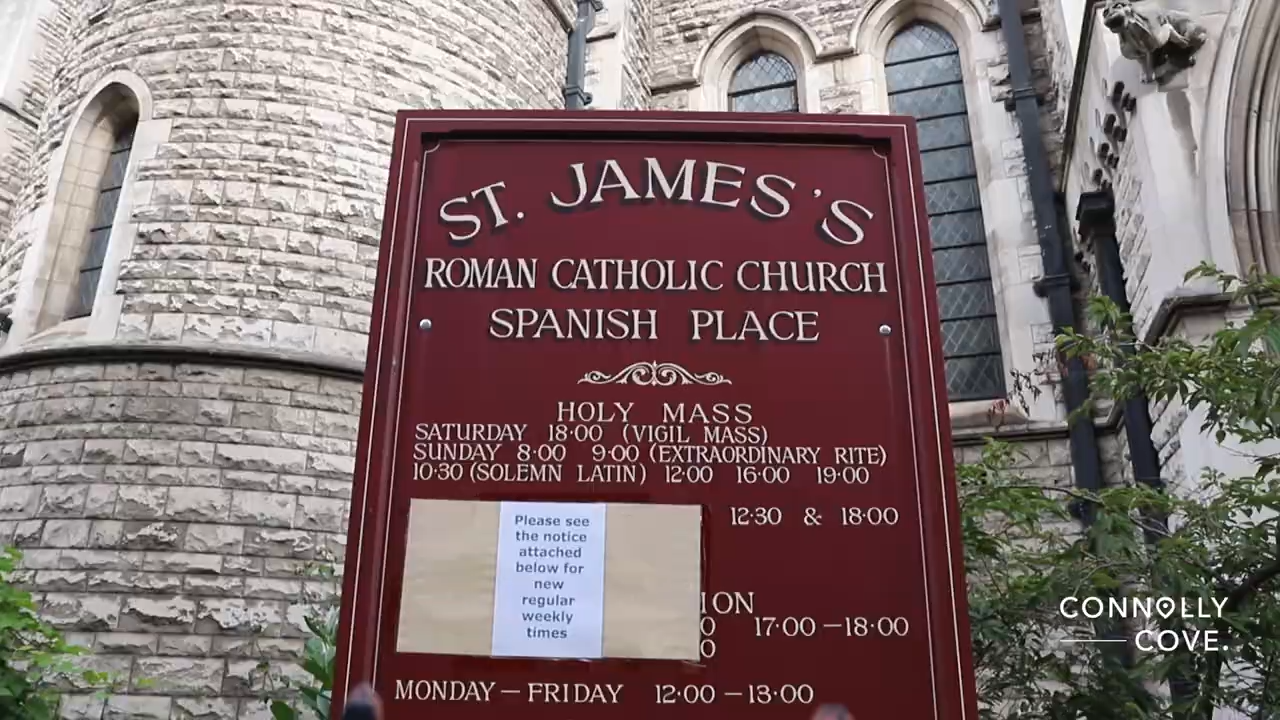 ST. JAMES'S
ROMAN CATHOLIC CHURCH
SPANISH PLACE
HOLY MASS
SATURDAY 18·00 (VIGIL MASS)
SUNDAY 8·00 9·00 (EXTRAORDINARY RITE)
10·30 (SOLEMN LATIN) 12·00 16·00 19·00
12·30 & 18·00
Please see
the notice
attached
below for
new
regular
weekly
times
ION
0 17·00 – 18·00
0
MONDAY – FRIDAY 12·00 – 13·00
CONNOLLY
COVE.